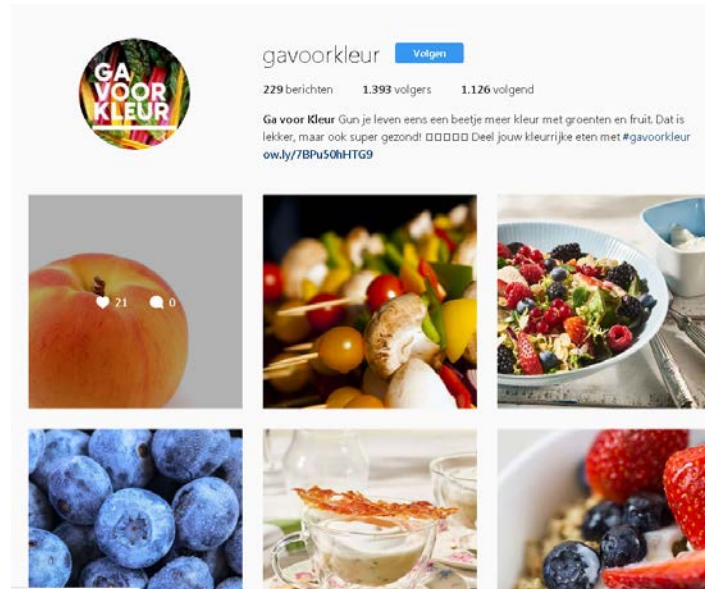 GA
VOOR
KLEUR
gavoorkleur Volgen
229 berichten 1.393 volgers 1.126 volgend
Ga voor Kleur Gun je leven eens een beetje meer kleur met groenten en fruit. Dat is
lekker, maar ook super gezond! □□□□□ Deel jouw kleurrijke eten met #gavoorkleur
ow.ly/7BPu50hHTG9
21 0